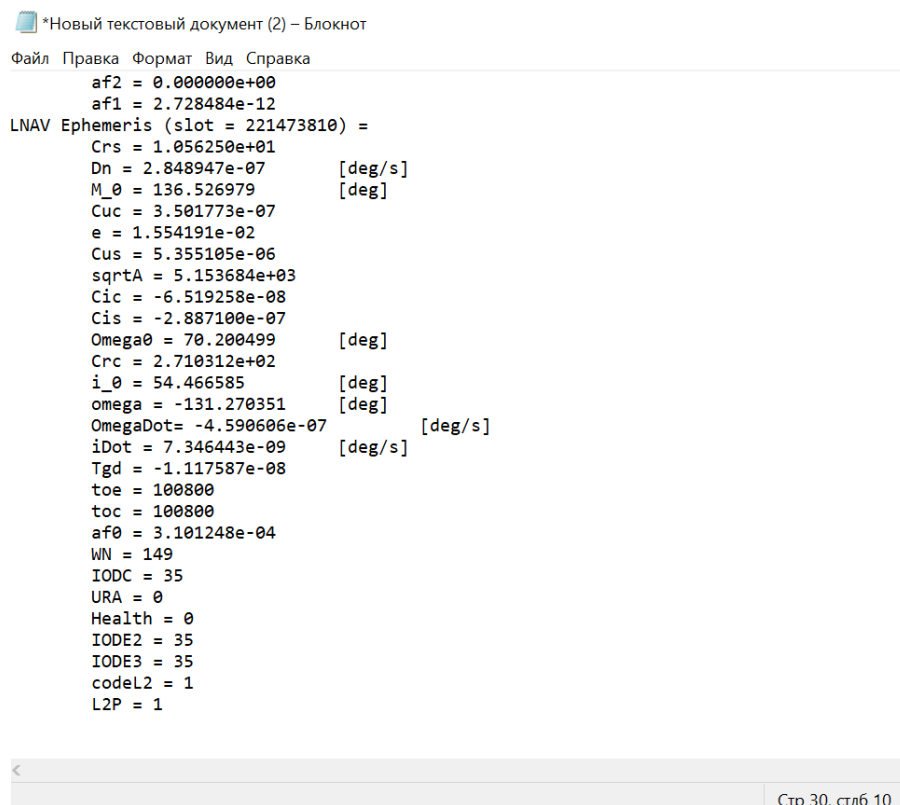 *Новый текстовый документ (2) – Блокнот
Файл Правка Формат Вид Справка
af2 = 0.000000e+00
af1 = 2.728484e-12
LNAV Ephemeris (slot = 221473810) =
Crs = 1.056250e+01
Dn = 2.848947e-07 [deg/s]
M_0 = 136.526979 [deg]
Cuc = 3.501773e-07
e = 1.554191e-02
Cus = 5.355105e-06
sqrtA = 5.153684e+03
Cic = -6.519258e-08
Cis = -2.887100e-07
Omega0 = 70.200499 [deg]
Crc = 2.710312e+02
i_0 = 54.466585 [deg]
omega = -131.270351 [deg]
OmegaDot= -4.590606e-07 [deg/s]
iDot = 7.346443e-09 [deg/s]
Tgd = -1.117587e-08
toe = 100800
toc = 100800
af0 = 3.101248e-04
WN = 149
IODC = 35
URA = 0
Health = 0
IODE2 = 35
IODE3 = 35
codeL2 = 1
L2P = 1
Стр 30, стлб 10